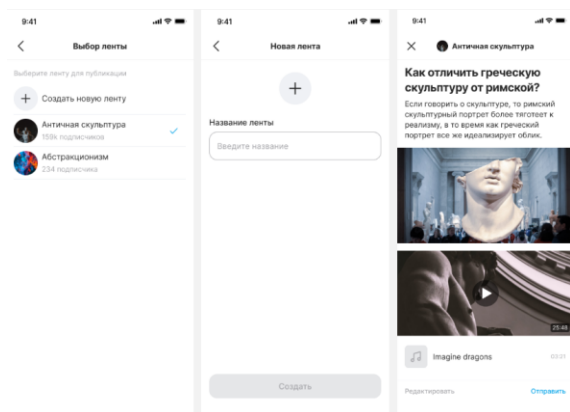 9:41
Выбор ленты
Выберите ленту для публикации
Создать новую ленту
Античная скульптура
159k подписчиков
Абстракционизм
234 подписчика
9:41
Новая лента
Название ленты
Введите название
Создать
9:41
Античная скульптура
Как отличить греческую
скульптуру от римской?
Если говорить о скульптуре, то римский
скульптурный портрет более тяготеет к
реализму, в то время как греческий
портрет все же идеализирует облик.
25:48
Imagine dragons
03:21
Редактировать
Отправить